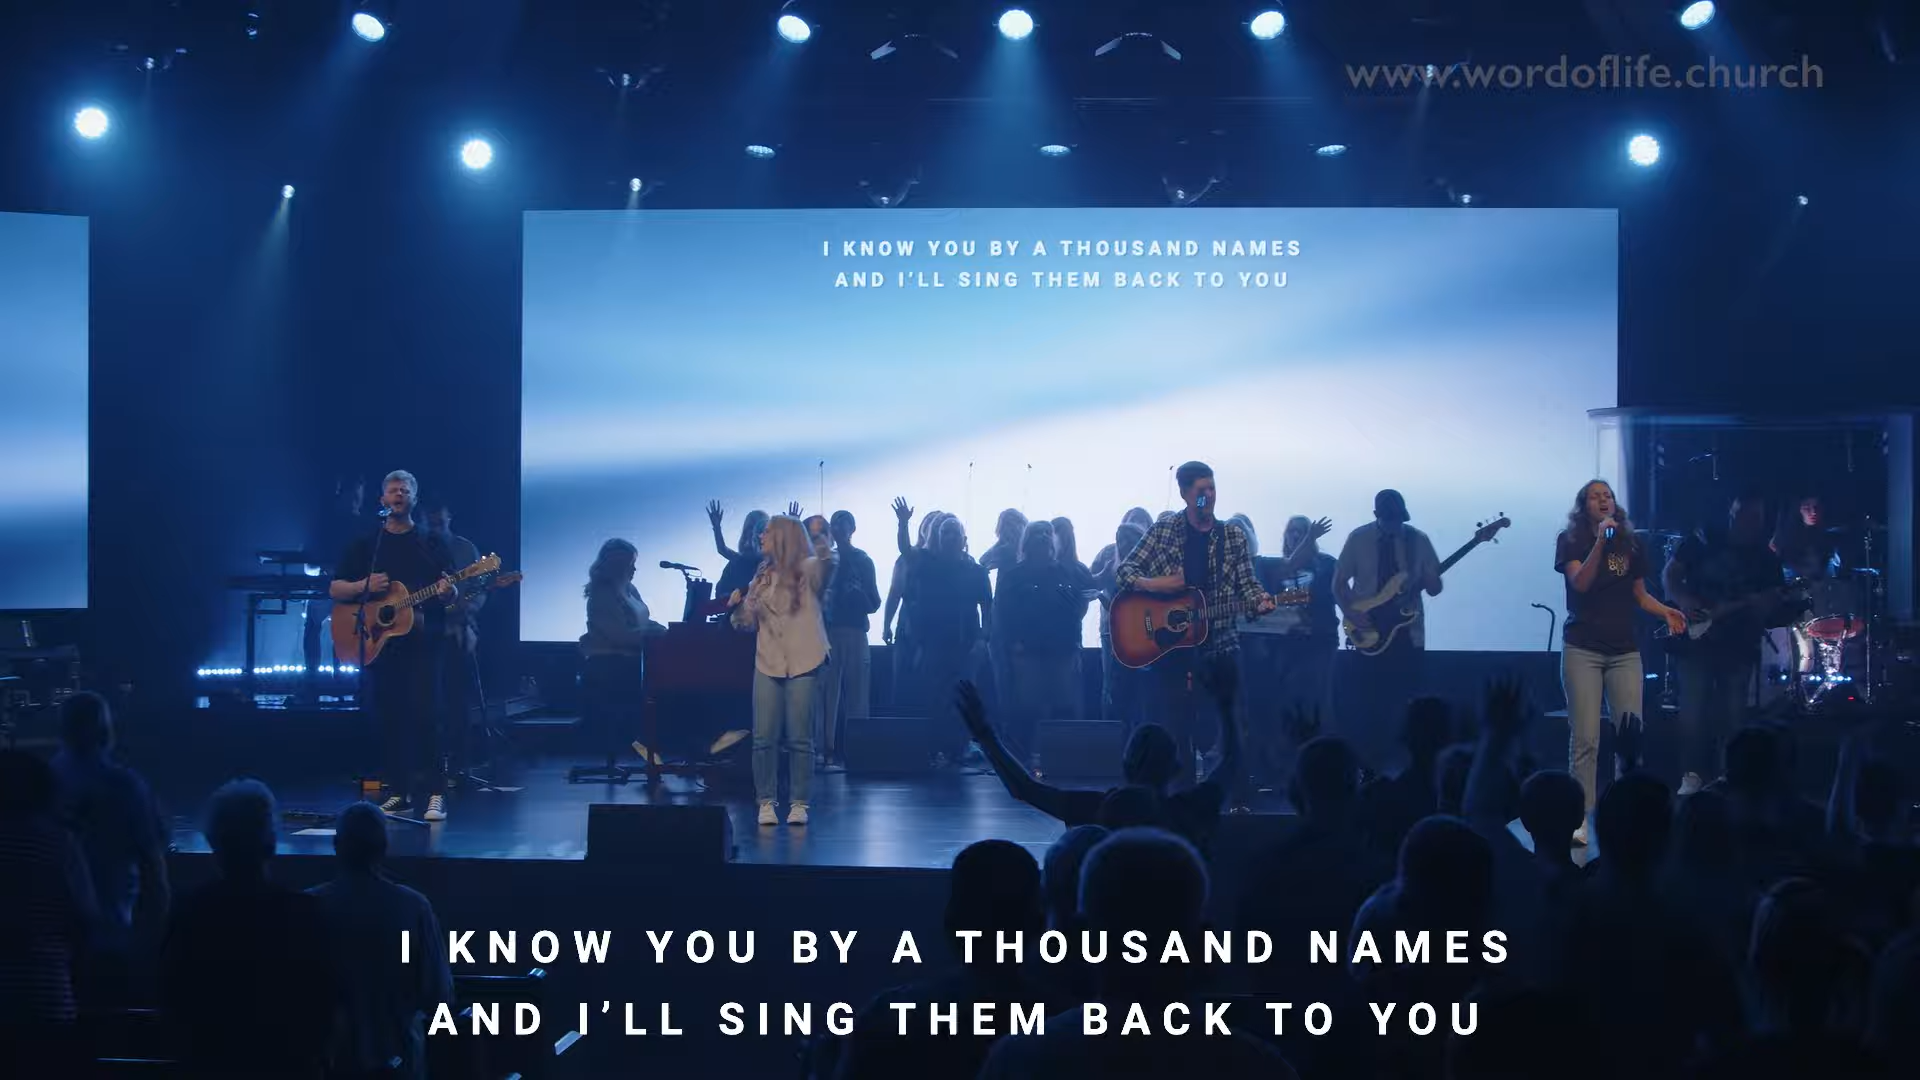 www.wordoflife.church
I KNOW YOU BY A THOUSAND NAMES
AND I’LL SING THEM BACK TO YOU
I KNOW YOU BY A THOUSAND NAMES
AND I’LL SING THEM BACK TO YOU